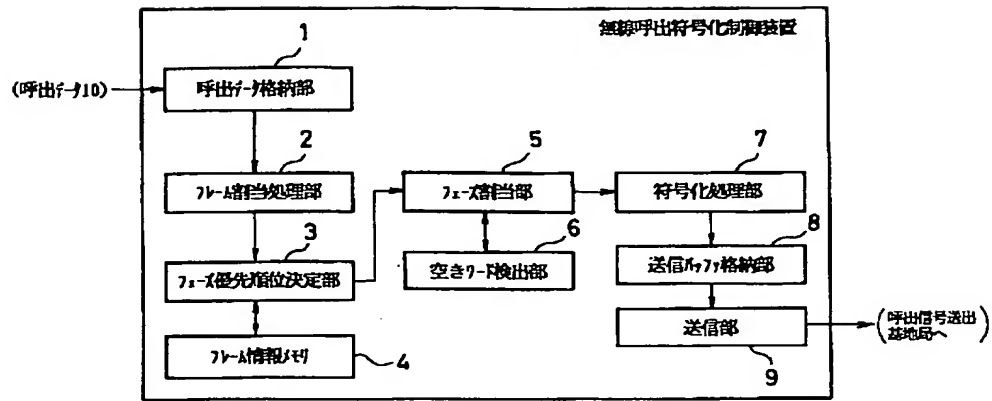 無線呼出符号化制御装置
1
(呼出データ10)
呼出データ格納部
2
フレーム割当処理部
3
フェーズ優先順位決定部
フレーム情報メモリ
4
5
フェーズ割当部
6
空きワード検出部
7
符号化処理部
8
送信バッファ格納部
送信部
9
(呼出信号送出
基地局へ)